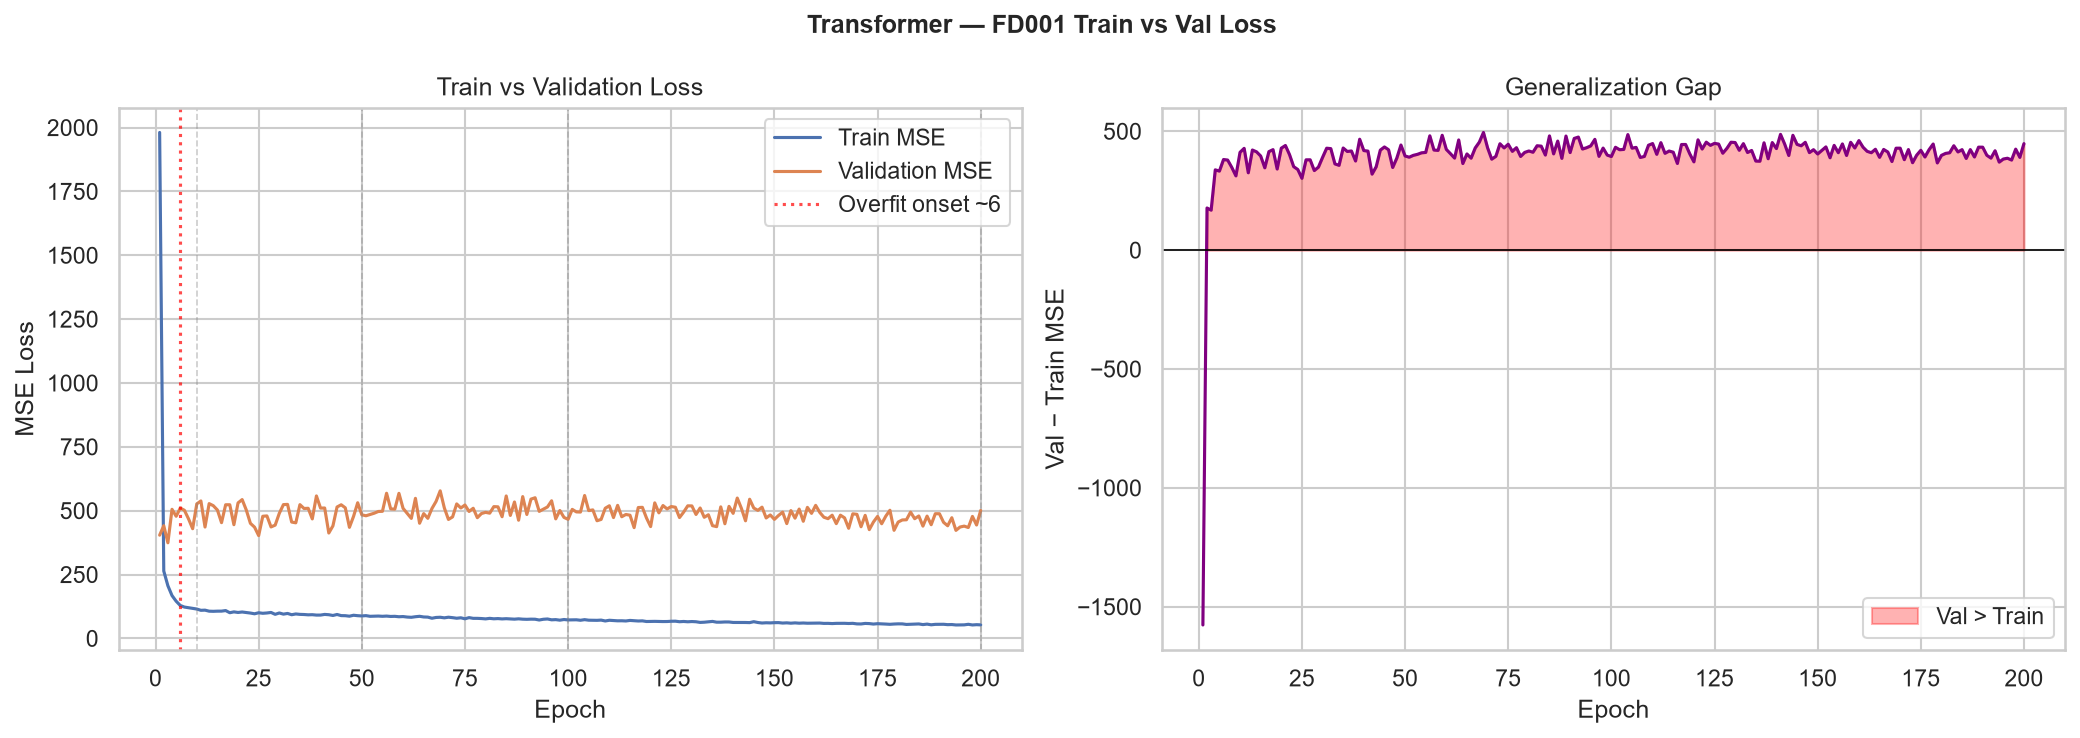 Transformer — FD001 Train vs Val Loss
Train vs Validation Loss
2000
1750
1500
1250
1000
750
500
250
0
MSE Loss
Train MSE
Validation MSE
Overfit onset ~6
0 25 50 75 100 125 150 175 200
Epoch
Generalization Gap
500
0
−500
−1000
−1500
Val − Train MSE
Val > Train
0 25 50 75 100 125 150 175 200
Epoch